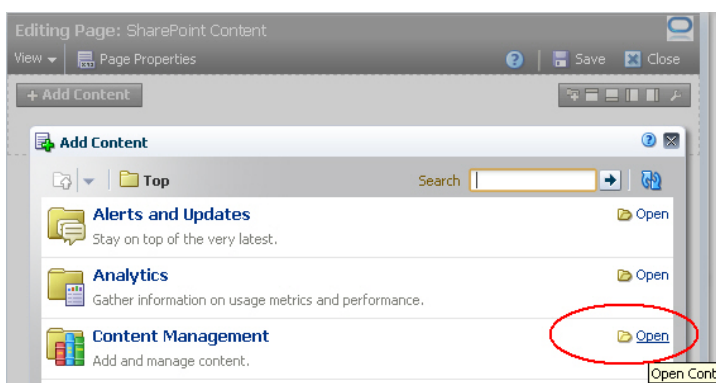 Editing Page: SharePoint Content
View Page Properties Save Close
+ Add Content
Add Content
Top Search
Alerts and Updates Open
Stay on top of the very latest.
Analytics Open
Gather information on usage metrics and performance.
Content Management Open
Add and manage content.
Open Cont